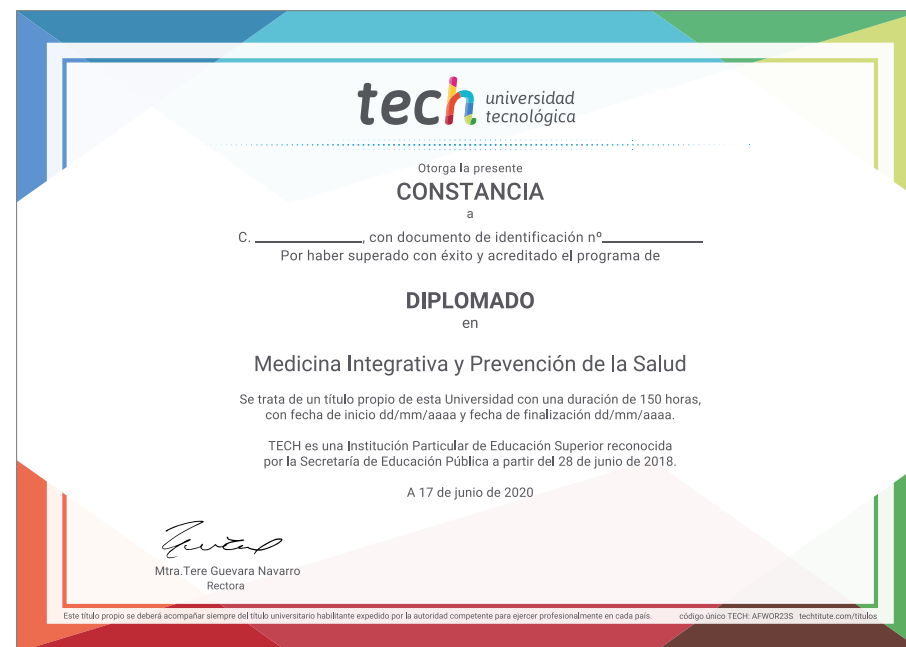 tech universidad
tecnológica
Otorga la presente
CONSTANCIA
a
C. ____________, con documento de identificación nº____________
Por haber superado con éxito y acreditado el programa de
DIPLOMADO
en
Medicina Integrativa y Prevención de la Salud
Se trata de un título propio de esta Universidad con una duración de 150 horas,
con fecha de inicio dd/mm/aaaa y fecha de finalización dd/mm/aaaa.
TECH es una Institución Particular de Educación Superior reconocida
por la Secretaría de Educación Pública a partir del 28 de junio de 2018.
A 17 de junio de 2020
Mtra.Tere Guevara Navarro
Rectora
Este título propio se deberá acompañar siempre del título universitario habilitante expedido por la autoridad competente para ejercer profesionalmente en cada país. código único TECH: AFWOR23S techtitute.com/titulos